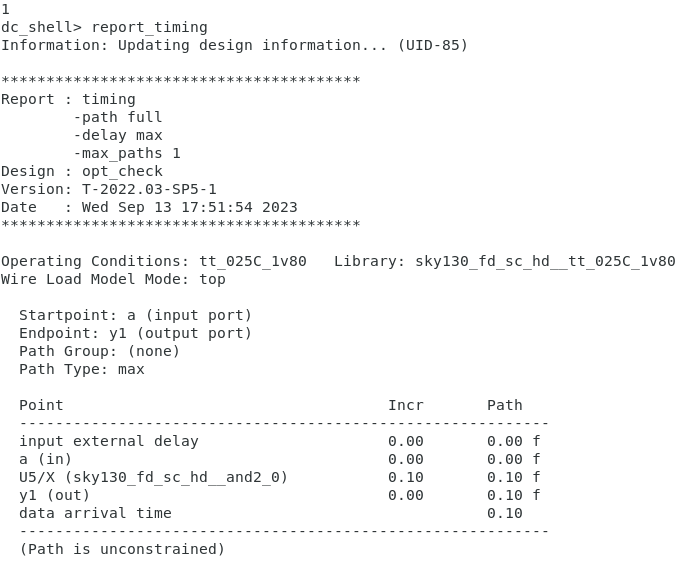 1
dc_shell> report_timing
Information: Updating design information... (UID-85)
****************************************
Report : timing
        -path full
        -delay max
        -max_paths 1
Design : opt_check
Version: T-2022.03-SP5-1
Date   : Wed Sep 13 17:51:54 2023
****************************************
Operating Conditions: tt_025C_1v80   Library: sky130_fd_sc_hd__tt_025C_1v80
Wire Load Model Mode: top
  Startpoint: a (input port)
  Endpoint: y1 (output port)
  Path Group: (none)
  Path Type: max
  Point                                    Incr       Path
  -----------------------------------------------------------
  input external delay                     0.00       0.00 f
  a (in)                                   0.00       0.00 f
  U5/X (sky130_fd_sc_hd__and2_0)           0.10       0.10 f
  y1 (out)                                 0.00       0.10 f
  data arrival time                                   0.10
  -----------------------------------------------------------
  (Path is unconstrained)